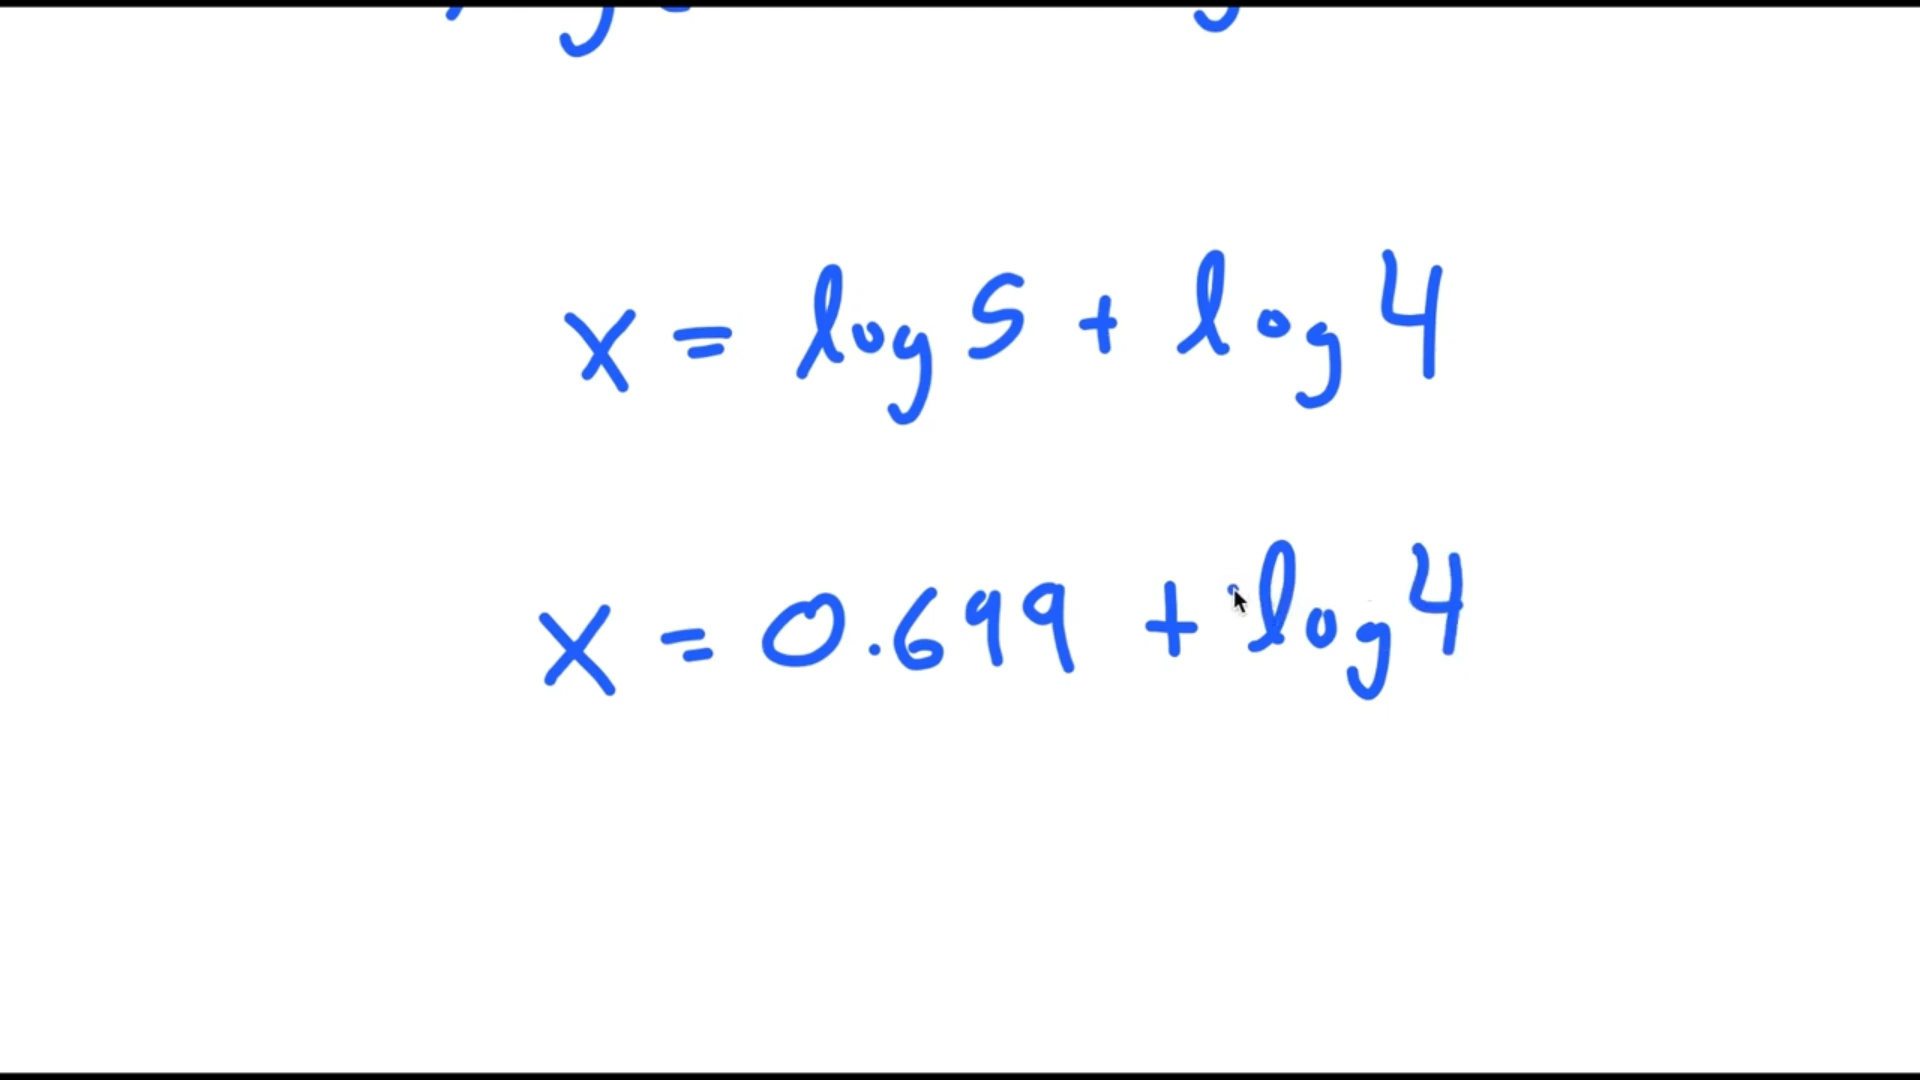 x = log 5 + log 4
x = 0.699 + log 4